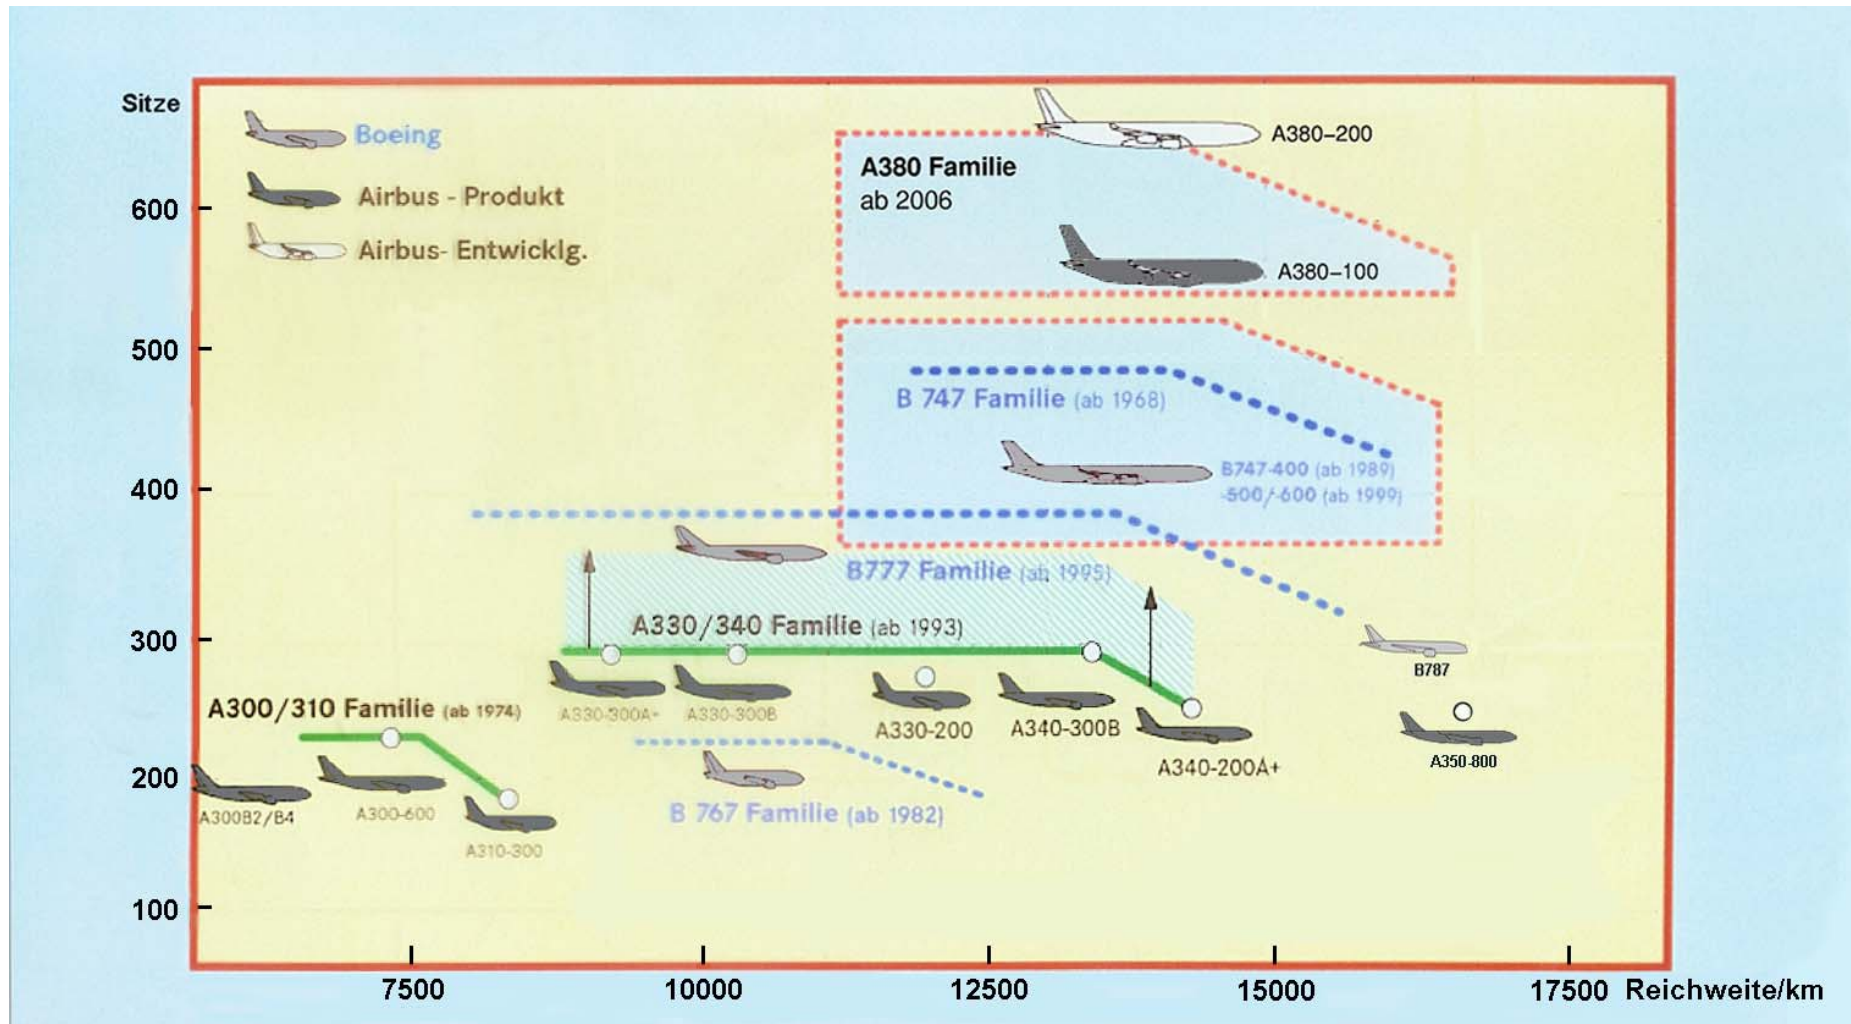 Sitze
Boeing
Airbus - Produkt
Airbus- Entwicklg.
A380-200
A380 Familie
ab 2006
A380-100
600
500
B 747 Familie (ab 1968)
B747-400 (ab 1989)
-500/-600 (ab 1999)
400
B777 Familie (ab 1995)
A330/340 Familie (ab 1993)
300
B787
A330-300A+
A330-300B
A330-200
A340-300B
A340-200A+
A350-800
A300/310 Familie (ab 1974)
200
A300B2/B4
A300-600
A310-300
B 767 Familie (ab 1982)
100
7500
10000
12500
15000
17500
Reichweite/km